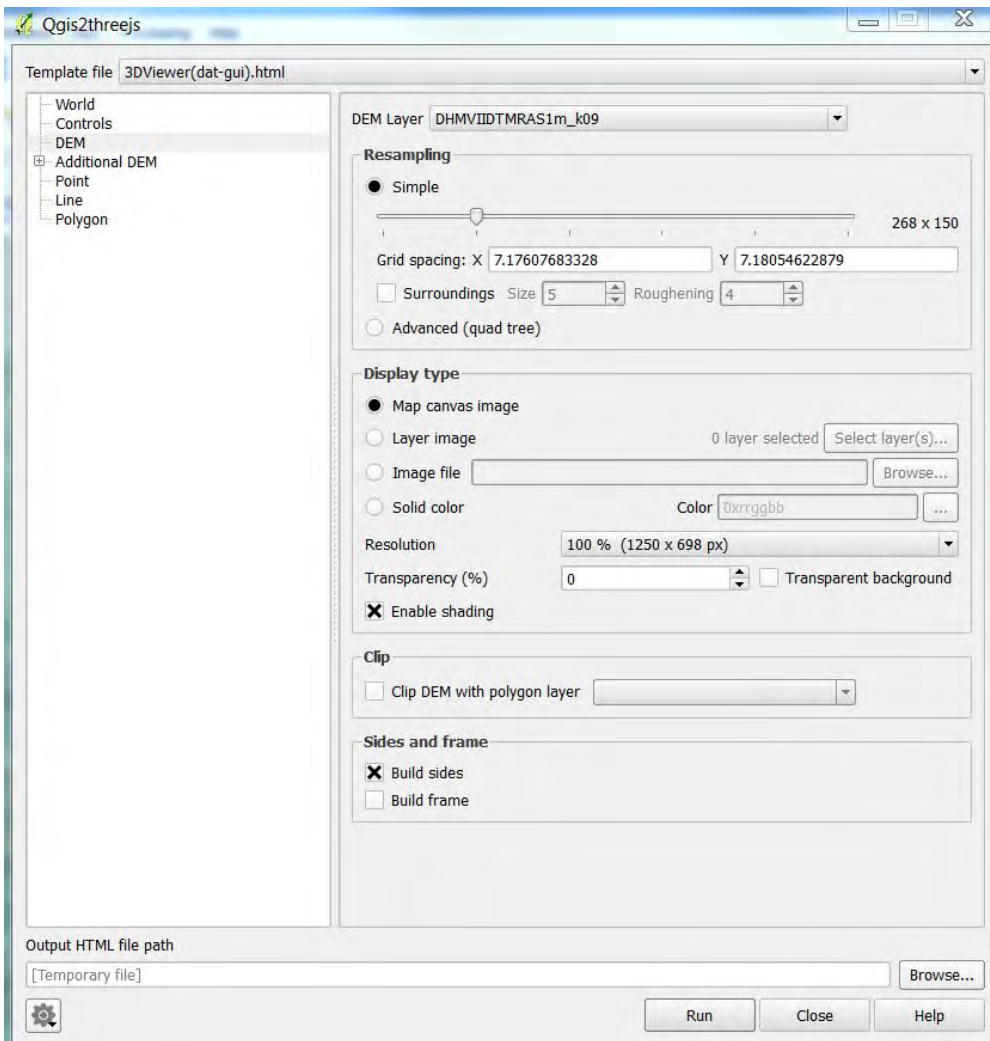 Qgis2threejs
Template file 3DViewer(dat-gui).html
World
Controls
DEM
Additional DEM
Point
Line
Polygon
DEM Layer DHMVIIDTMRAS1m_k09
Resampling
Simple
268 x 150
Grid spacing: X 7.17607683328 Y 7.18054622879
Surroundings Size 5 Roughening 4
Advanced (quad tree)
Display type
Map canvas image
Layer image 0 layer selected Select layer(s)...
Image file Browse...
Solid color Color 0xrrggbb ...
Resolution 100 % (1250 x 698 px)
Transparency (%) 0 Transparent background
Enable shading
Clip
Clip DEM with polygon layer
Sides and frame
Build sides
Build frame
Output HTML file path
[Temporary file] Browse...
Run Close Help